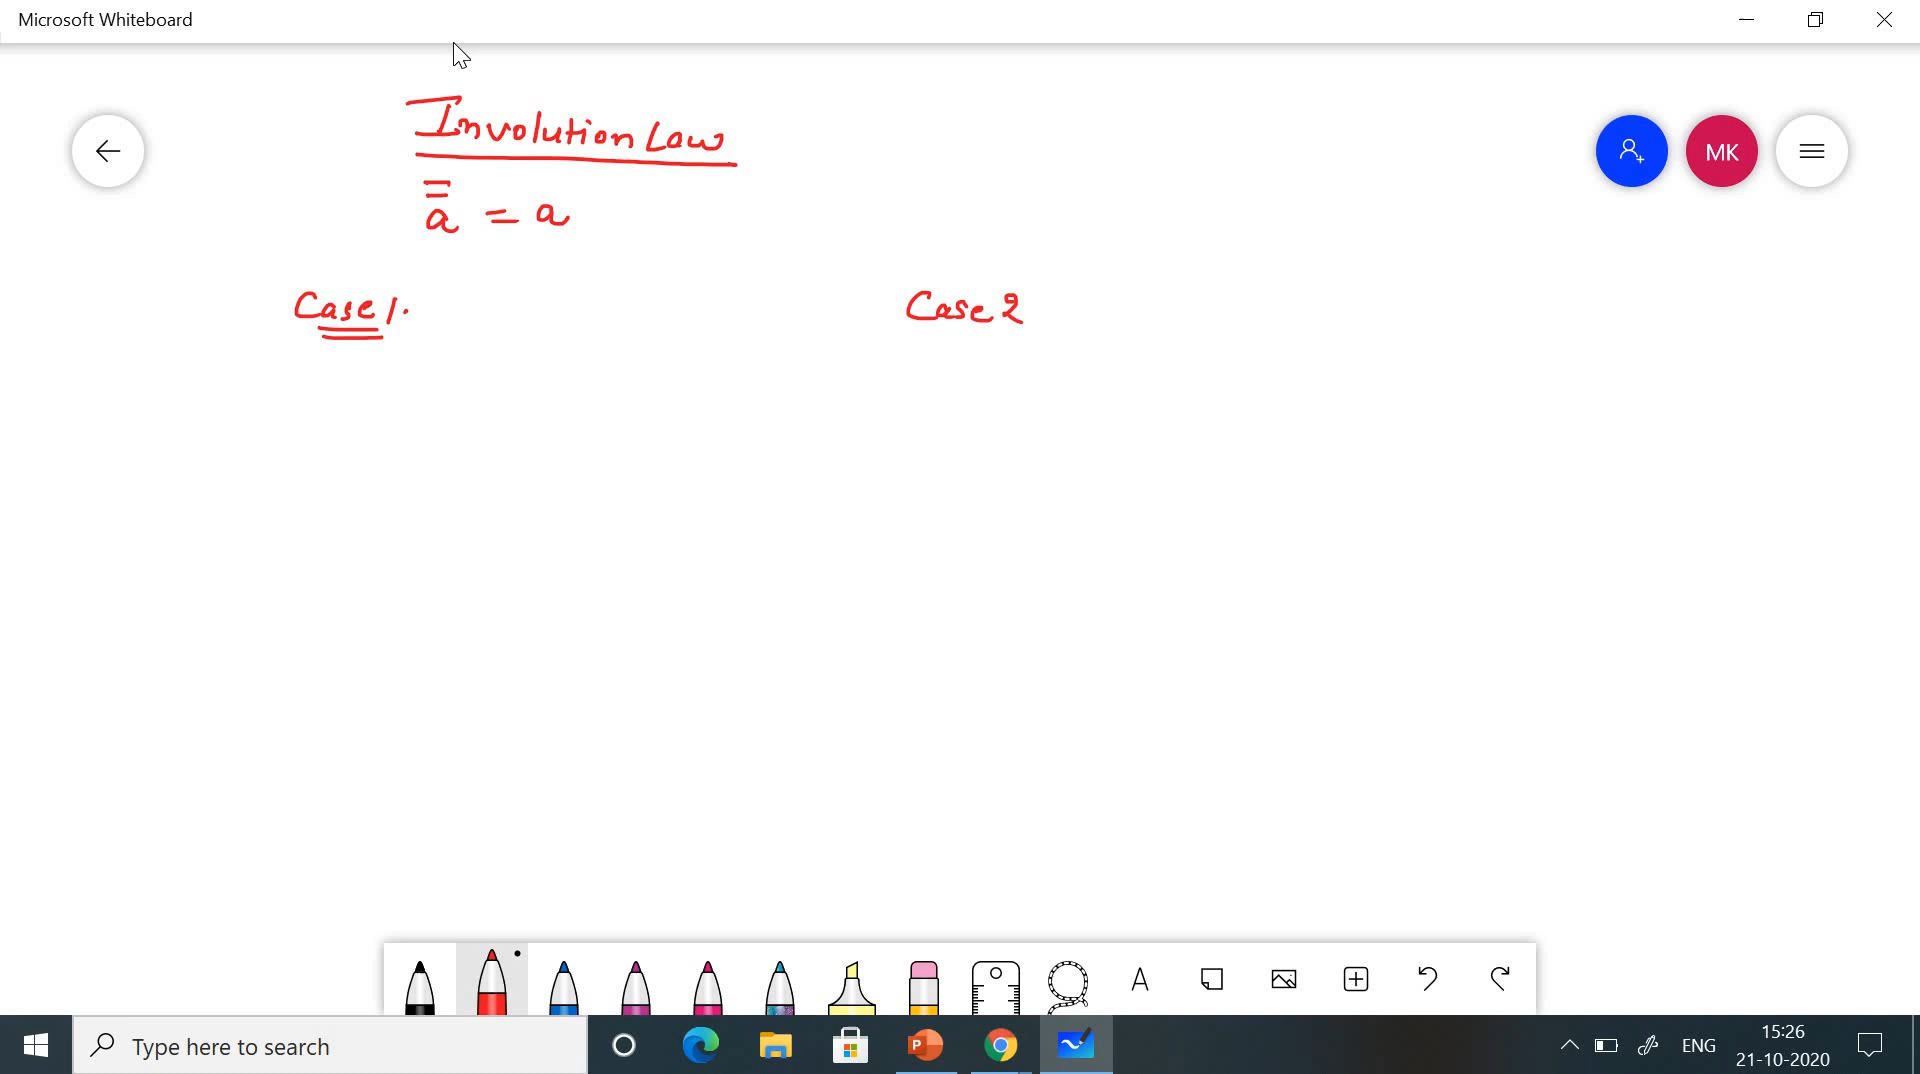 Microsoft Whiteboard
Involution Law
a̿ = a
MK
Case 1.
Case 2
A
Type here to search
P
ENG
15:26
21-10-2020